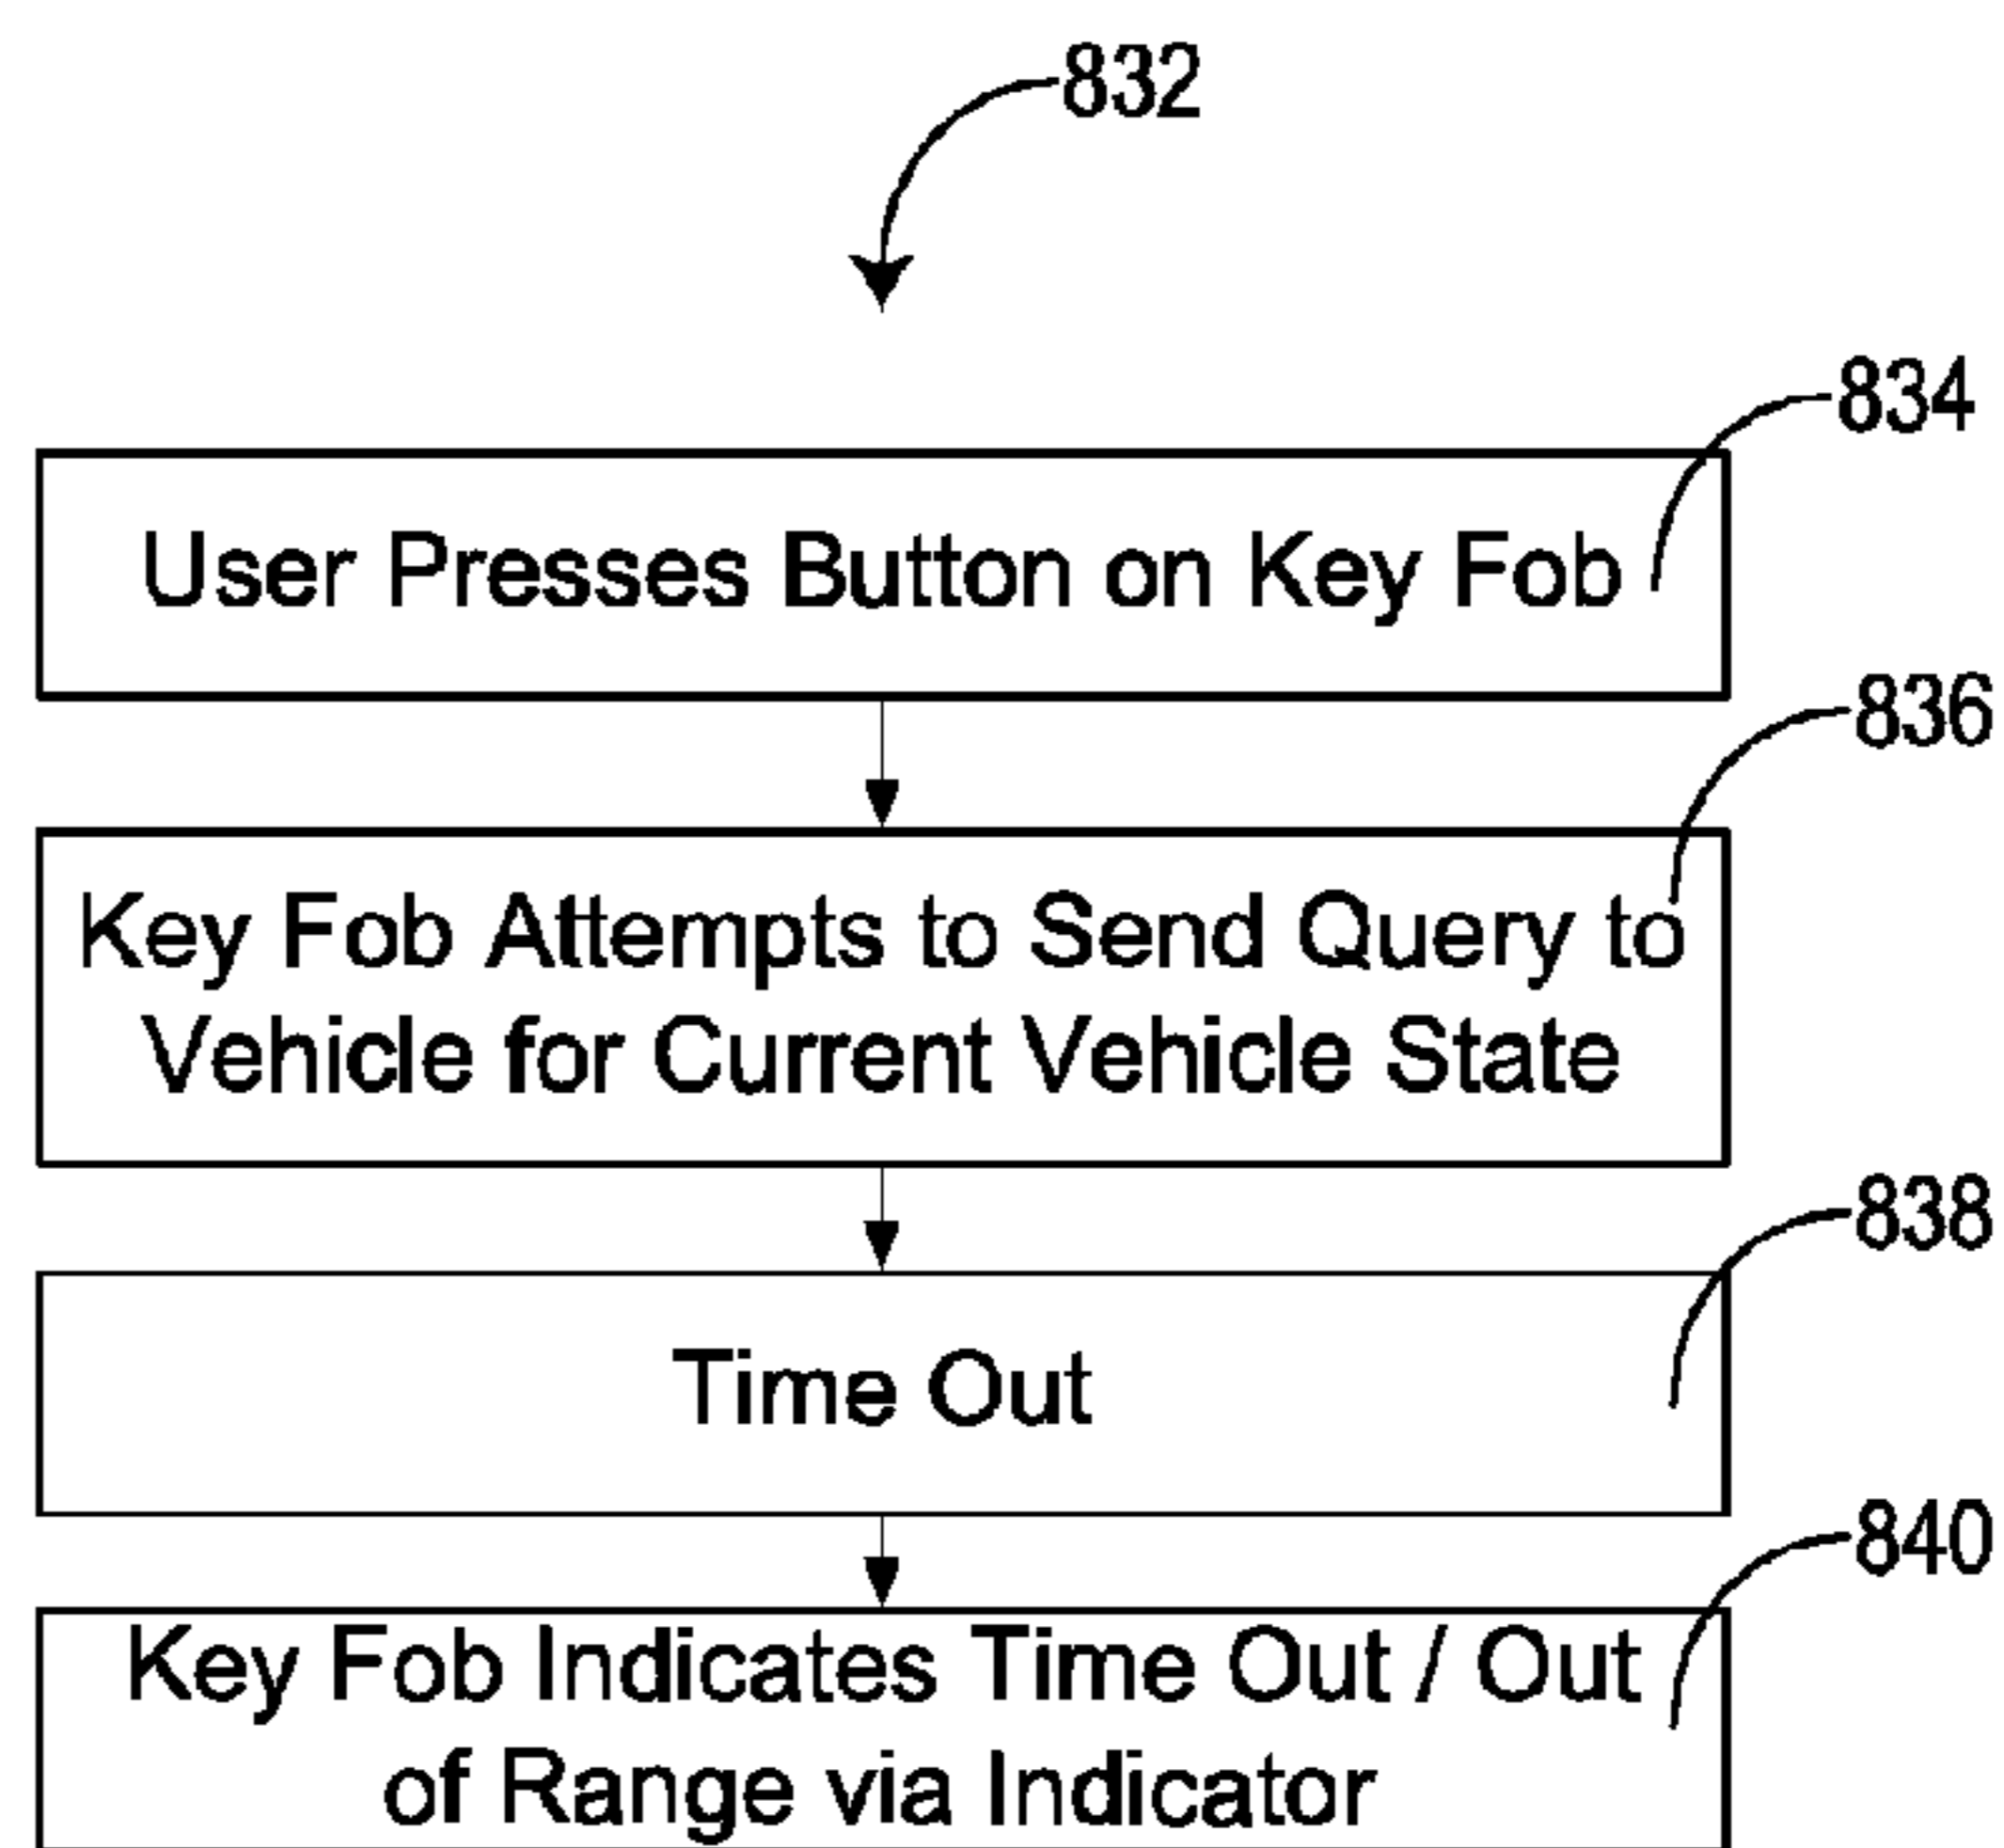 832
834
User Presses Button on Key Fob
836
Key Fob Attempts to Send Query to
Vehicle for Current Vehicle State
838
Time Out
840
Key Fob Indicates Time Out / Out
of Range via Indicator